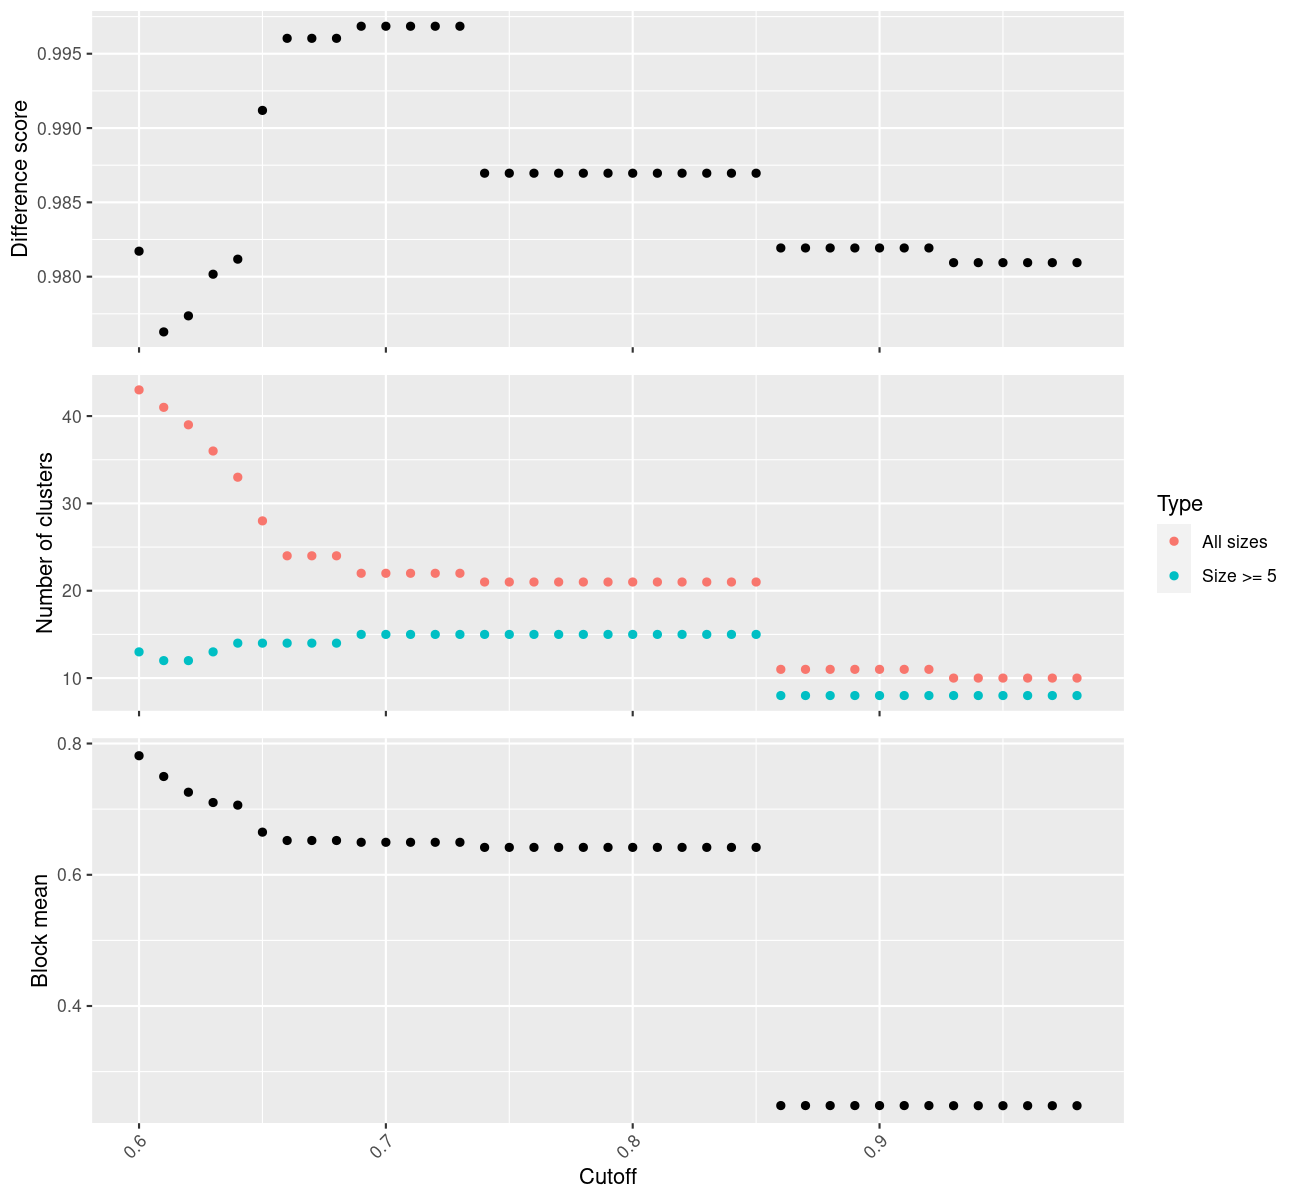 Difference score
0.995
0.990
0.985
0.980
Number of clusters
40
30
20
10
Type
All sizes
Size >= 5
Block mean
0.8
0.6
0.4
0.6
0.7
0.8
0.9
Cutoff